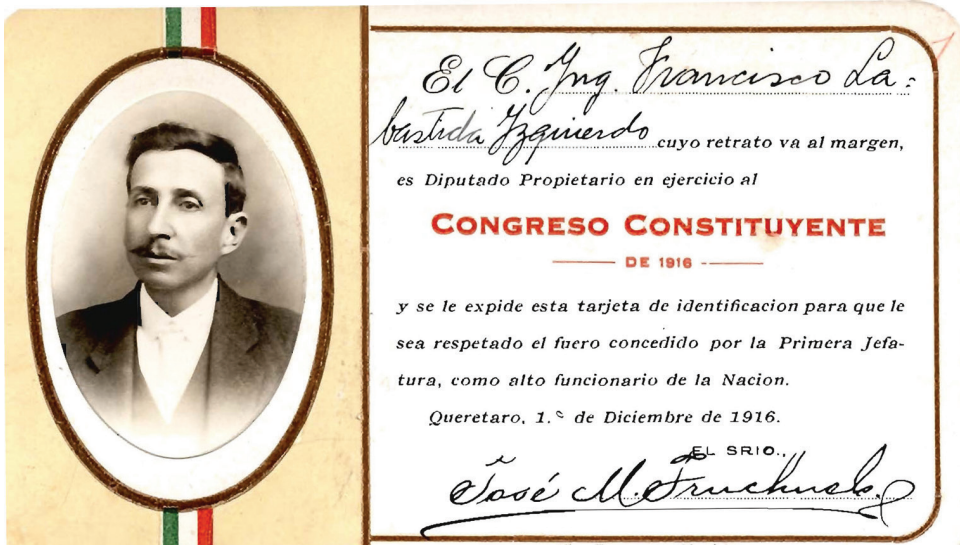 El C. Ing. Francisco La=
bastida Yzquierdo cuyo retrato va al margen,
es Diputado Propietario en ejercicio al
CONGRESO CONSTITUYENTE
DE 1916
y se le expide esta tarjeta de identificacion para que le
sea respetado el fuero concedido por la Primera Jefa-
tura, como alto funcionario de la Nacion.
Queretaro, 1.º de Diciembre de 1916.
EL SRIO.,
José M. Truchuelo